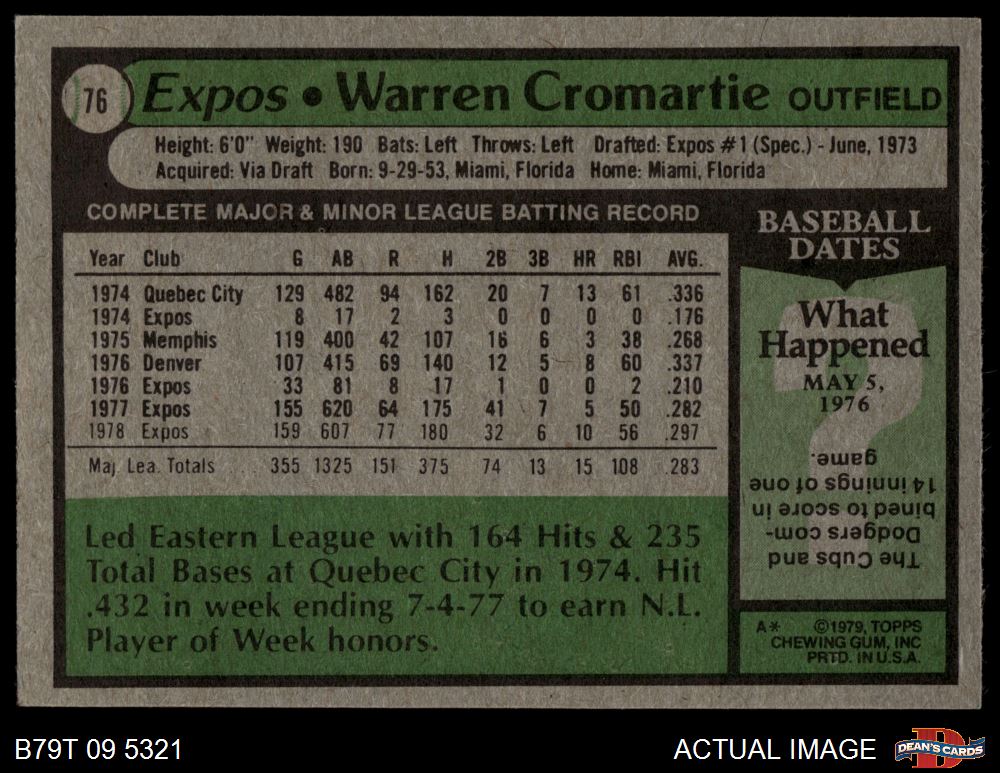 76
Expos • Warren Cromartie OUTFIELD
Height: 6'0" Weight: 190 Bats: Left Throws: Left Drafted: Expos #1 (Spec.) - June, 1973
Acquired: Via Draft Born: 9-29-53, Miami, Florida Home: Miami, Florida
COMPLETE MAJOR & MINOR LEAGUE BATTING RECORD
Year Club G AB R H 2B 3B HR RBI AVG.
1974 Quebec City 129 482 94 162 20 7 13 61 .336
1974 Expos 8 17 2 3 0 0 0 0 .176
1975 Memphis 119 400 42 107 16 6 3 38 .268
1976 Denver 107 415 69 140 12 5 8 60 .337
1976 Expos 33 81 8 17 1 0 0 2 .210
1977 Expos 155 620 64 175 41 7 5 50 .282
1978 Expos 159 607 77 180 32 6 10 56 .297
Maj. Lea. Totals . . . 355 1325 151 375 74 13 15 108 .283
Led Eastern League with 164 Hits & 235
Total Bases at Quebec City in 1974. Hit
.432 in week ending 7-4-77 to earn N.L.
Player of Week honors.
BASEBALL
DATES
What
Happened
MAY 5,
1976
The Cubs and
Dodgers com-
bined to score in
14 innings of one
game.
A* ©1979, TOPPS
CHEWING GUM, INC
PRTD. IN U.S.A.
B79T 09 5321
ACTUAL IMAGE
D
DEAN'S CARDS